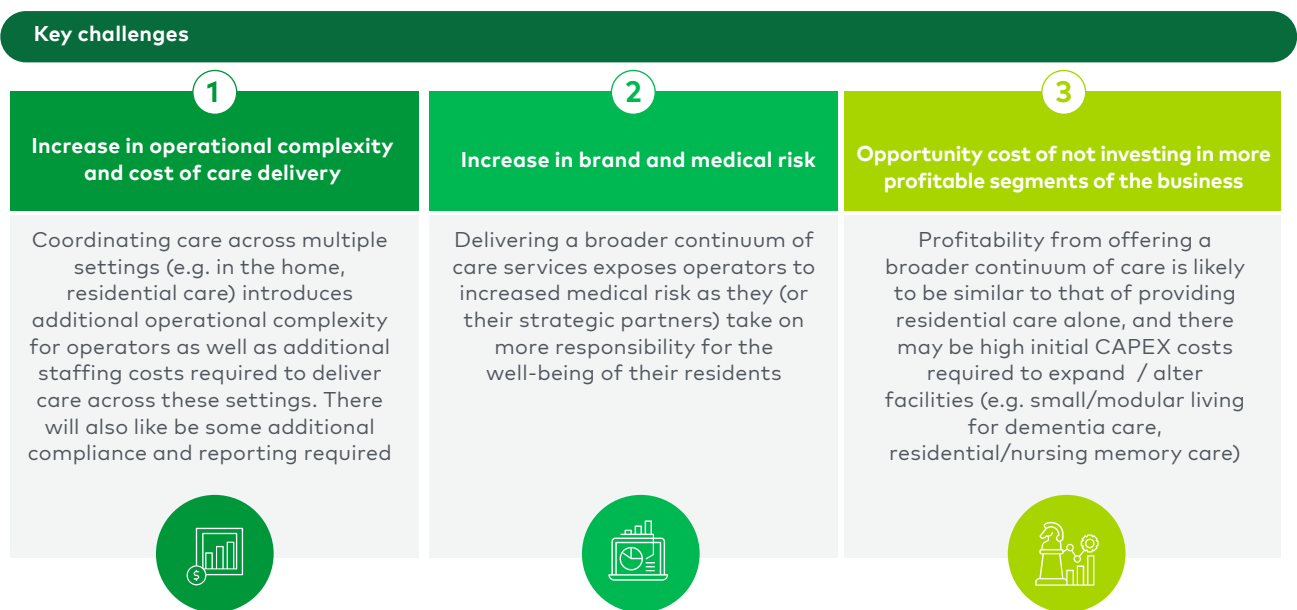 Key challenges
1
Increase in operational complexity
and cost of care delivery
Coordinating care across multiple
settings (e.g. in the home,
residential care) introduces
additional operational complexity
for operators as well as additional
staffing costs required to deliver
care across these settings. There
will also like be some additional
compliance and reporting required
$
2
Increase in brand and medical risk
Delivering a broader continuum of
care services exposes operators to
increased medical risk as they (or
their strategic partners) take on
more responsibility for the
well-being of their residents
3
Opportunity cost of not investing in more
profitable segments of the business
Profitability from offering a
broader continuum of care is likely
to be similar to that of providing
residential care alone, and there
may be high initial CAPEX costs
required to expand / alter
facilities (e.g. small/modular living
for dementia care,
residential/nursing memory care)